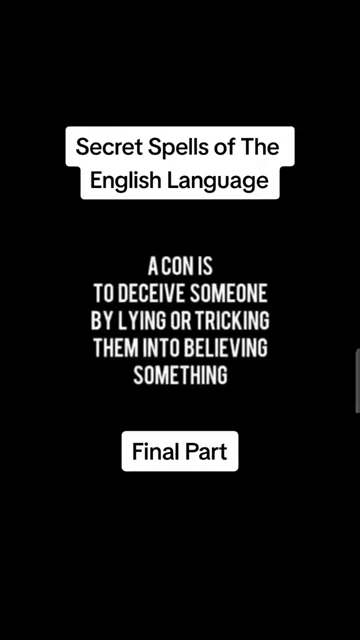 Secret Spells of The
English Language
A CON IS
TO DECEIVE SOMEONE
BY LYING OR TRICKING
THEM INTO BELIEVING
SOMETHING
Final Part